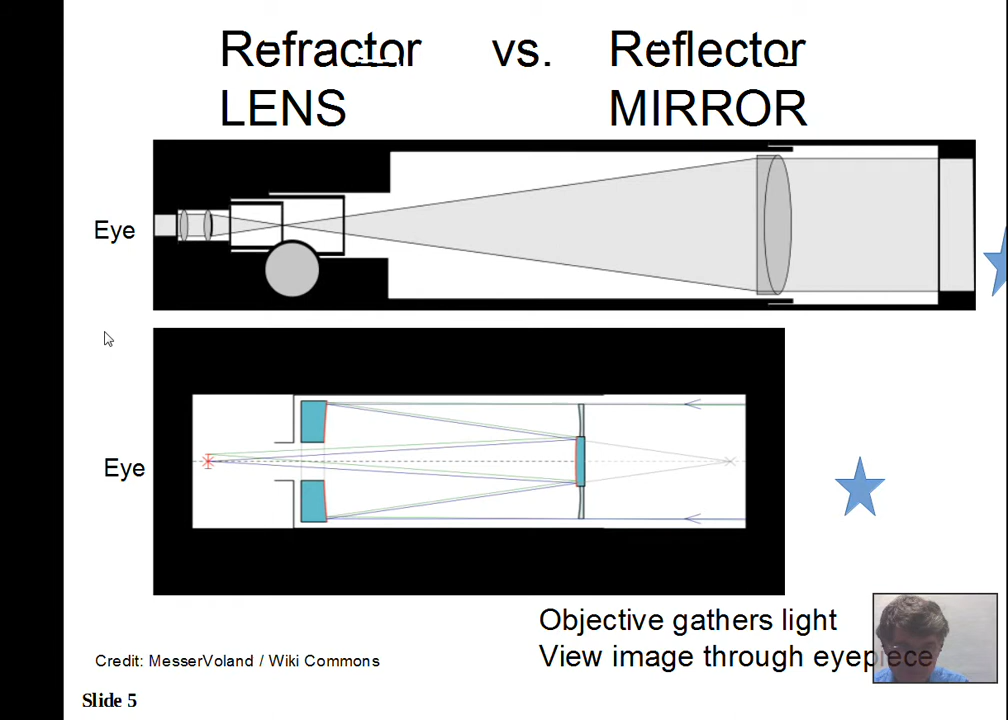 Refractor vs. Reflector
LENS MIRROR
Eye
Eye
Objective gathers light
View image through eyepiece
Credit: MesserVoland / Wiki Commons
Slide 5